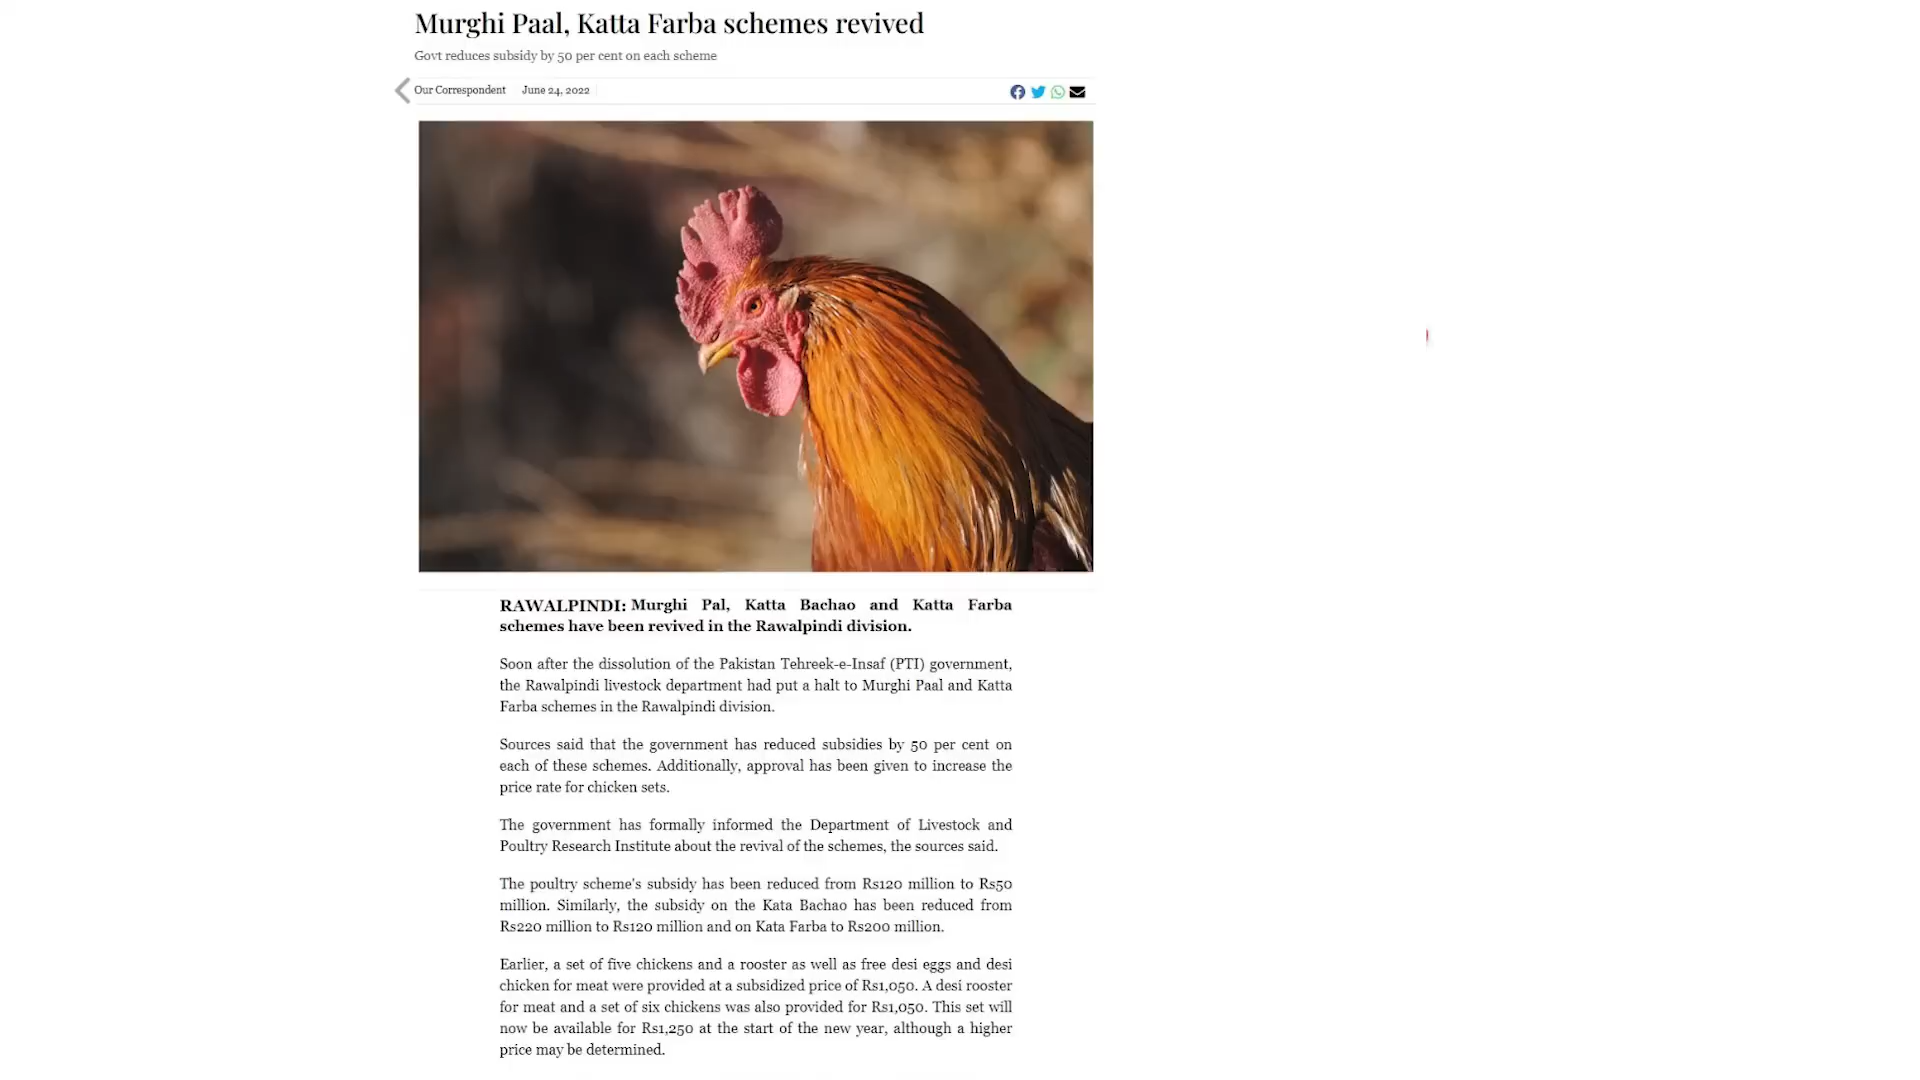 Murghi Paal, Katta Farba schemes revived
Govt reduces subsidy by 50 per cent on each scheme
Our Correspondent June 24, 2022
RAWALPINDI: Murghi Pal, Katta Bachao and Katta Farba
schemes have been revived in the Rawalpindi division.
Soon after the dissolution of the Pakistan Tehreek-e-Insaf (PTI) government,
the Rawalpindi livestock department had put a halt to Murghi Paal and Katta
Farba schemes in the Rawalpindi division.
Sources said that the government has reduced subsidies by 50 per cent on
each of these schemes. Additionally, approval has been given to increase the
price rate for chicken sets.
The government has formally informed the Department of Livestock and
Poultry Research Institute about the revival of the schemes, the sources said.
The poultry scheme's subsidy has been reduced from Rs120 million to Rs50
million. Similarly, the subsidy on the Kata Bachao has been reduced from
Rs220 million to Rs120 million and on Kata Farba to Rs200 million.
Earlier, a set of five chickens and a rooster as well as free desi eggs and desi
chicken for meat were provided at a subsidized price of Rs1,050. A desi rooster
for meat and a set of six chickens was also provided for Rs1,050. This set will
now be available for Rs1,250 at the start of the new year, although a higher
price may be determined.